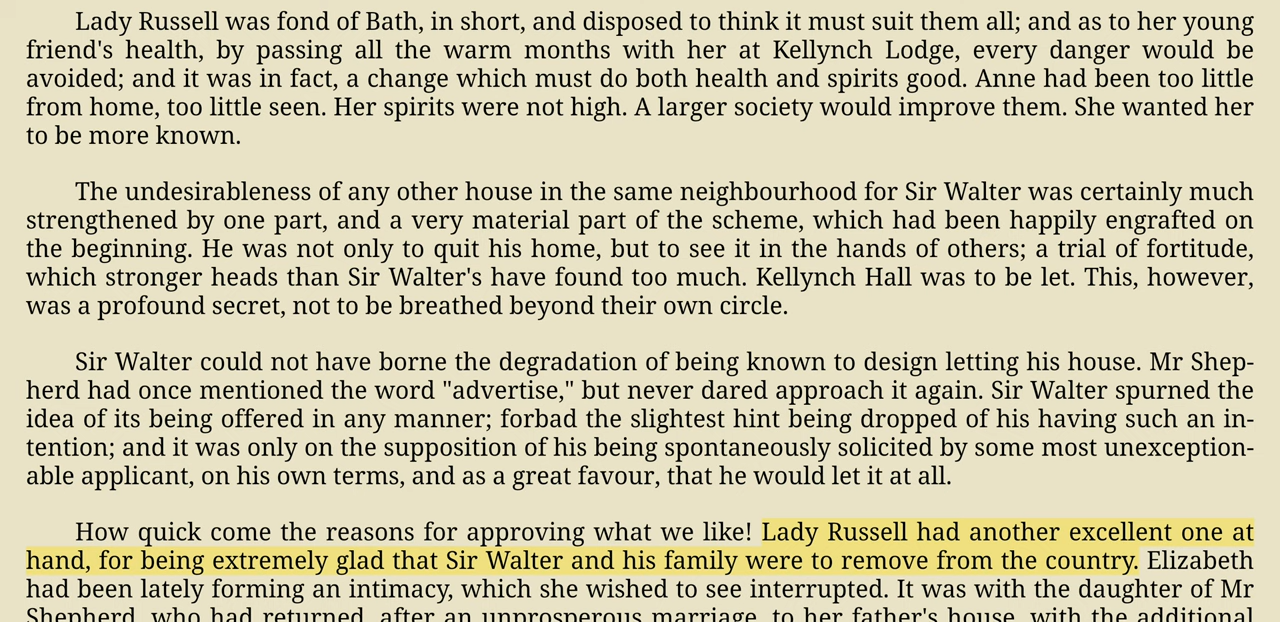 Lady Russell was fond of Bath, in short, and disposed to think it must suit them all; and as to her young
friend's health, by passing all the warm months with her at Kellynch Lodge, every danger would be
avoided; and it was in fact, a change which must do both health and spirits good. Anne had been too little
from home, too little seen. Her spirits were not high. A larger society would improve them. She wanted her
to be more known.
The undesirableness of any other house in the same neighbourhood for Sir Walter was certainly much
strengthened by one part, and a very material part of the scheme, which had been happily engrafted on
the beginning. He was not only to quit his home, but to see it in the hands of others; a trial of fortitude,
which stronger heads than Sir Walter's have found too much. Kellynch Hall was to be let. This, however,
was a profound secret, not to be breathed beyond their own circle.
Sir Walter could not have borne the degradation of being known to design letting his house. Mr Shep-
herd had once mentioned the word "advertise," but never dared approach it again. Sir Walter spurned the
idea of its being offered in any manner; forbad the slightest hint being dropped of his having such an in-
tention; and it was only on the supposition of his being spontaneously solicited by some most unexception-
able applicant, on his own terms, and as a great favour, that he would let it at all.
How quick come the reasons for approving what we like! Lady Russell had another excellent one at
hand, for being extremely glad that Sir Walter and his family were to remove from the country. Elizabeth
had been lately forming an intimacy, which she wished to see interrupted. It was with the daughter of Mr
Shepherd, who had returned, after an unprosperous marriage, to her father's house, with the additional